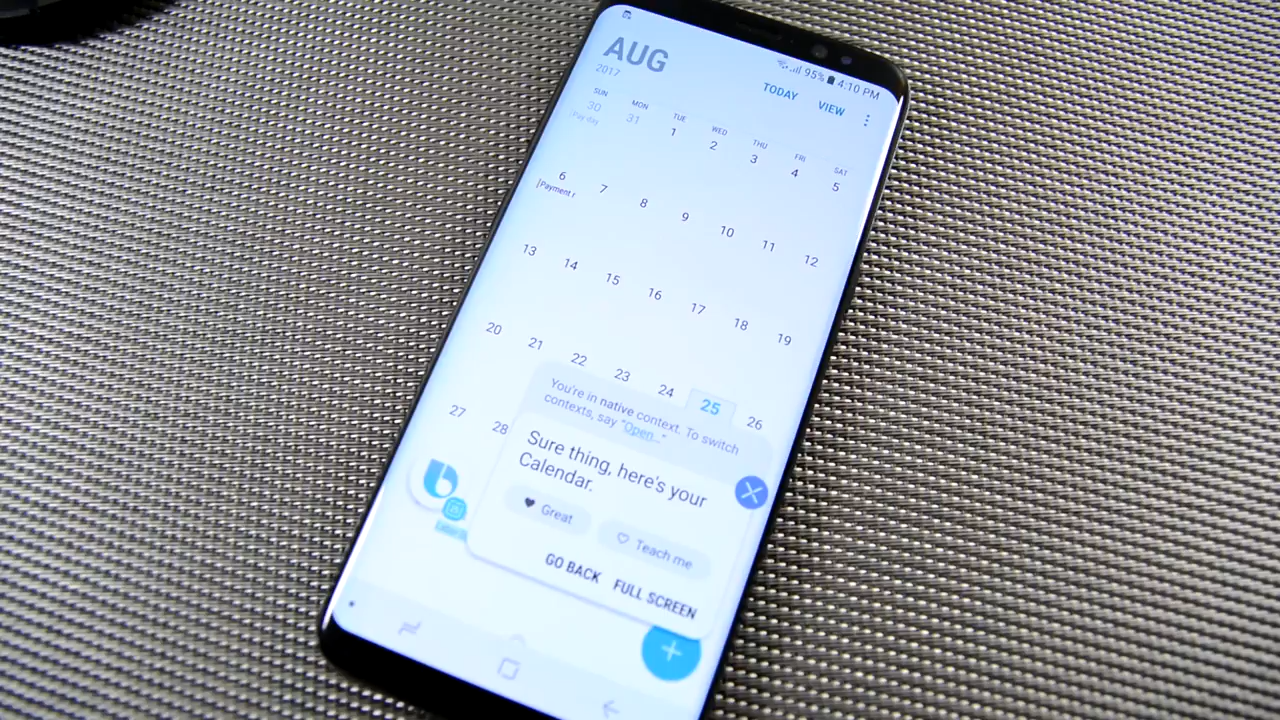 AUG
2017
95% 4:10 PM
TODAY VIEW
SUN MON TUE WED THU FRI SAT
30 31 1 2 3 4 5
Pay day
6 7 8 9 10 11 12
Payment r
13 14 15 16 17 18 19
20 21 22 23 24 25 26
27 28
You're in native context. To switch
contexts, say "Open..."
Sure thing, here's your
Calendar.
Great Teach me
GO BACK FULL SCREEN